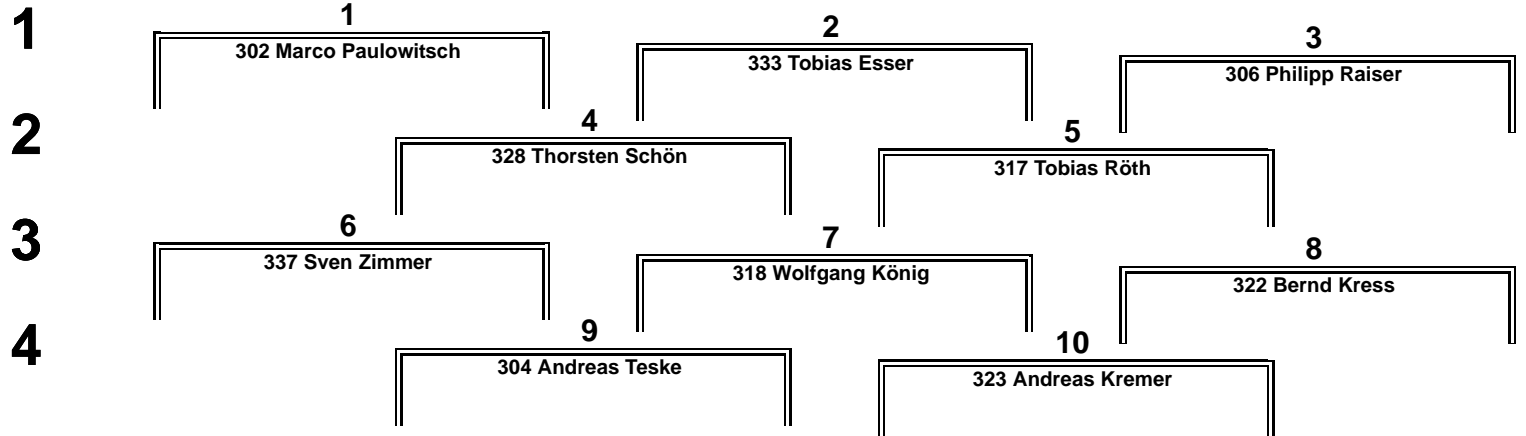 1
1
2
3
302 Marco Paulowitsch
333 Tobias Esser
306 Philipp Raiser
2
4
5
328 Thorsten Schön
317 Tobias Röth
3
6
7
8
337 Sven Zimmer
318 Wolfgang König
322 Bernd Kress
4
9
10
304 Andreas Teske
323 Andreas Kremer